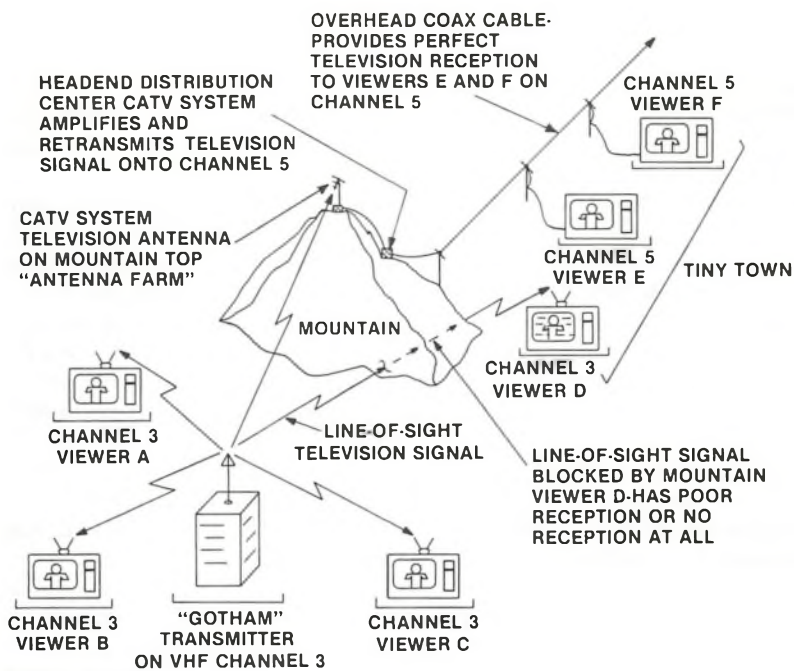 OVERHEAD COAX CABLE-
PROVIDES PERFECT
TELEVISION RECEPTION
TO VIEWERS E AND F ON
CHANNEL 5
HEADEND DISTRIBUTION
CENTER CATV SYSTEM
AMPLIFIES AND
RETRANSMITS TELEVISION
SIGNAL ONTO CHANNEL 5
CHANNEL 5
VIEWER F
CATV SYSTEM
TELEVISION ANTENNA
ON MOUNTAIN TOP
"ANTENNA FARM"
CHANNEL 5
VIEWER E
TINY TOWN
MOUNTAIN
CHANNEL 3
VIEWER D
CHANNEL 3
VIEWER A
LINE-OF-SIGHT
TELEVISION SIGNAL
LINE-OF-SIGHT SIGNAL
BLOCKED BY MOUNTAIN
VIEWER D-HAS POOR
RECEPTION OR NO
RECEPTION AT ALL
CHANNEL 3
VIEWER B
"GOTHAM"
TRANSMITTER
ON VHF CHANNEL 3
CHANNEL 3
VIEWER C